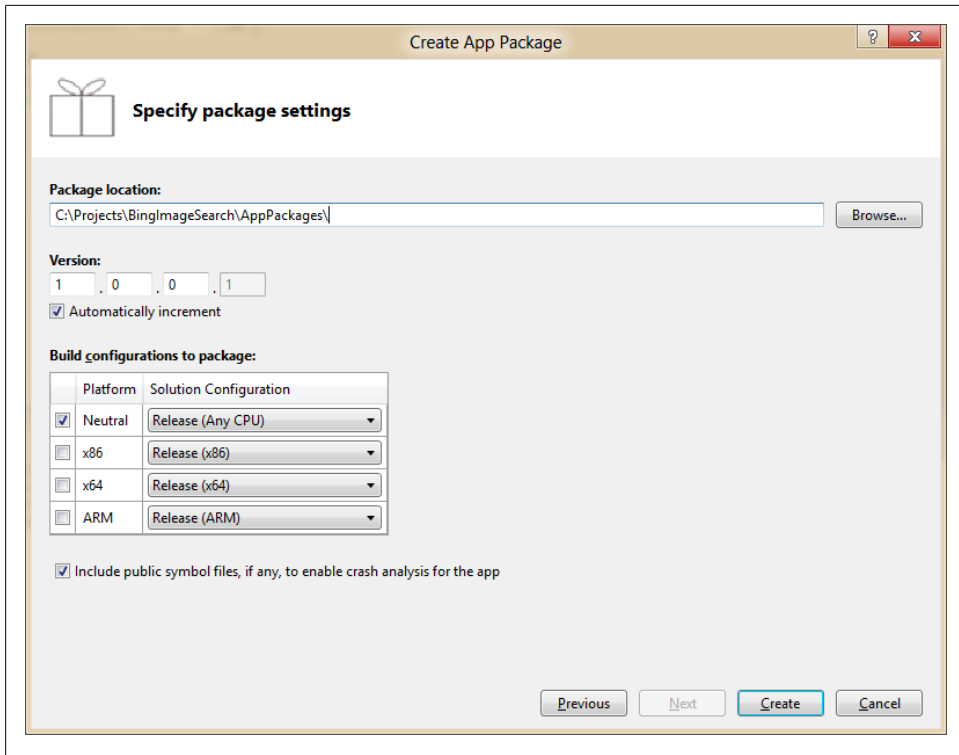 Create App Package
?
x
Specify package settings
Package location:
C:\Projects\BingImageSearch\AppPackages\
Browse...
Version:
1 . 0 . 0 . 1
Automatically increment
Build configurations to package:
Platform Solution Configuration
Neutral Release (Any CPU)
x86 Release (x86)
x64 Release (x64)
ARM Release (ARM)
Include public symbol files, if any, to enable crash analysis for the app
Previous Next Create Cancel